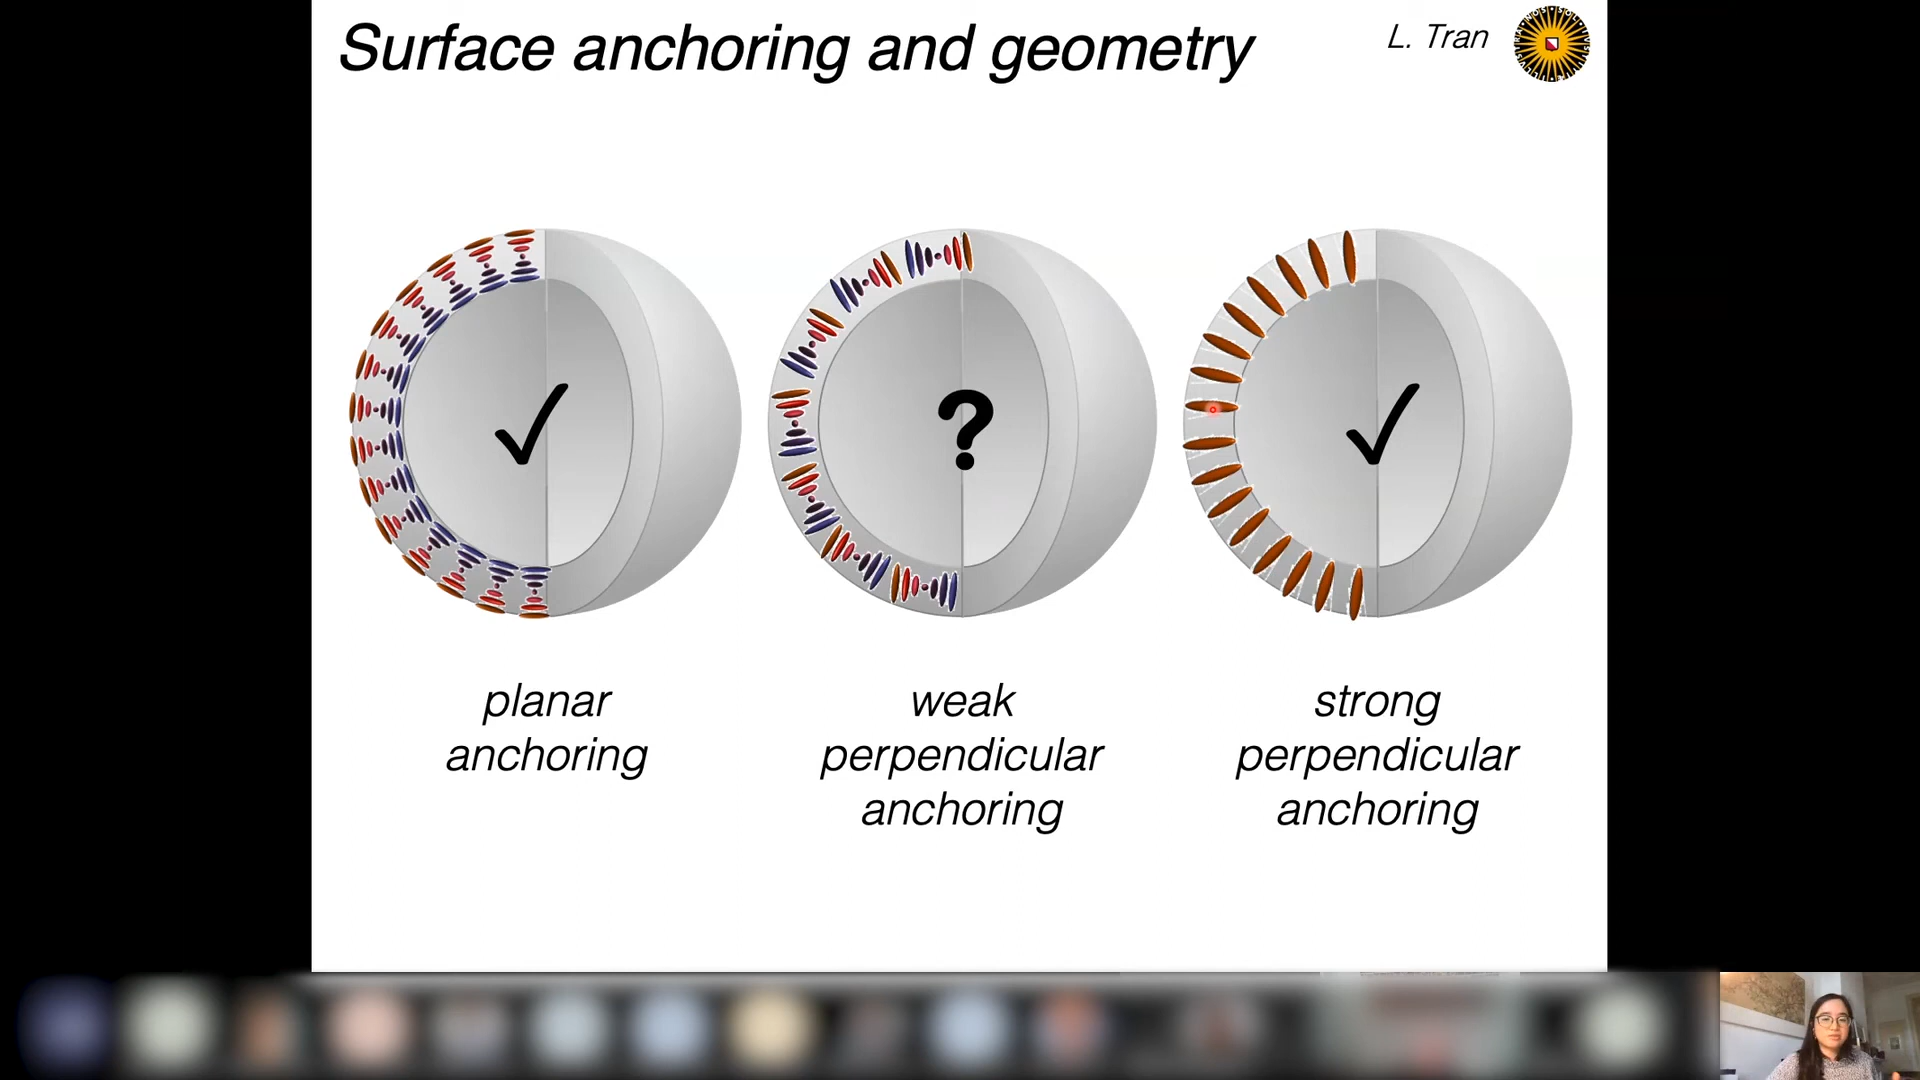 Surface anchoring and geometry
L. Tran
?
planar
anchoring
weak
perpendicular
anchoring
strong
perpendicular
anchoring